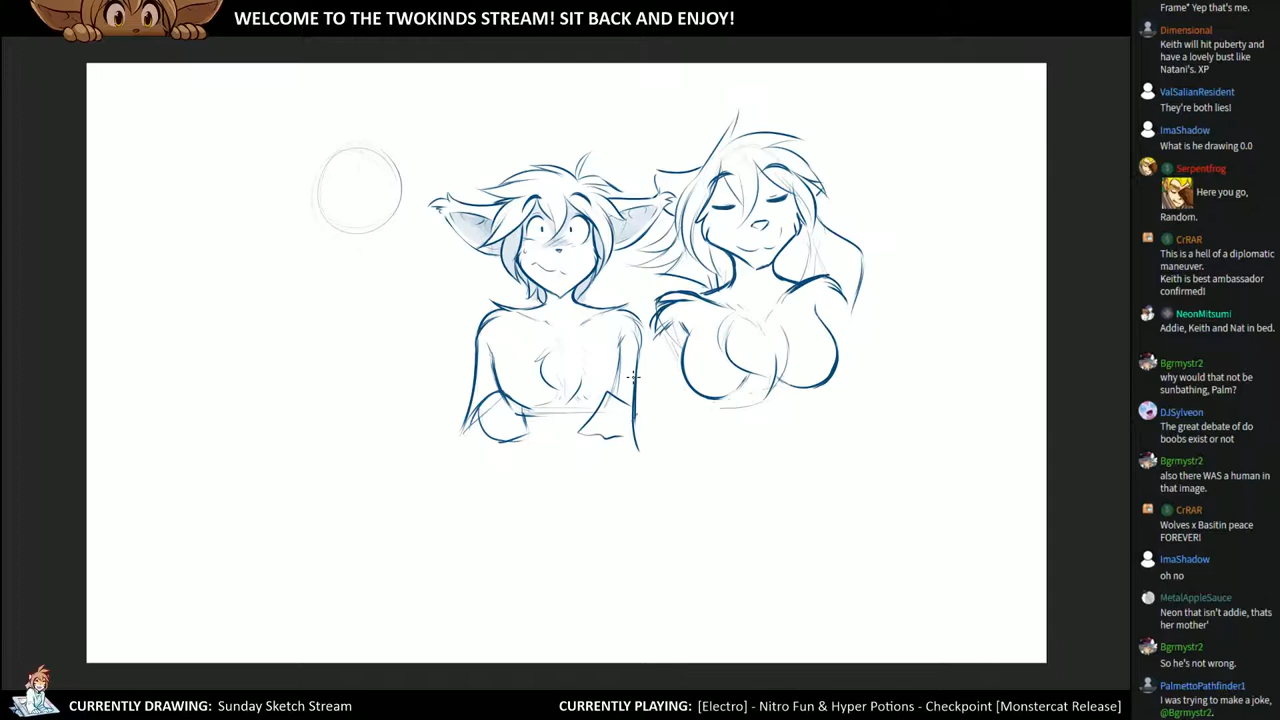 WELCOME TO THE TWOKINDS STREAM! SIT BACK AND ENJOY!
Frame* Yep that's me.
Dimensional
Keith will hit puberty and
have a lovely bust like
Natani's. XP
ValSalianResident
They're both lies!
ImaShadow
What is he drawing 0.0
Serpentfrog
Here you go,
Random.
CrRAR
This is a hell of a diplomatic
maneuver.
Keith is best ambassador
confirmed!
NeonMitsumi
Addie, Keith and Nat in bed.
Bgrmystr2
why would that not be
sunbathing, Palm?
DJSylveon
The great debate of do
boobs exist or not
Bgrmystr2
also there WAS a human in
that image.
CrRAR
Wolves x Basitin peace
FOREVER!
ImaShadow
oh no
MetalAppleSauce
Neon that isn't addie, thats
her mother'
Bgrmystr2
So he's not wrong.
PalmettoPathfinder1
I was trying to make a joke,
@Bgrmystr2.
CURRENTLY DRAWING: Sunday Sketch Stream
CURRENTLY PLAYING: [Electro] - Nitro Fun & Hyper Potions - Checkpoint [Monstercat Release]